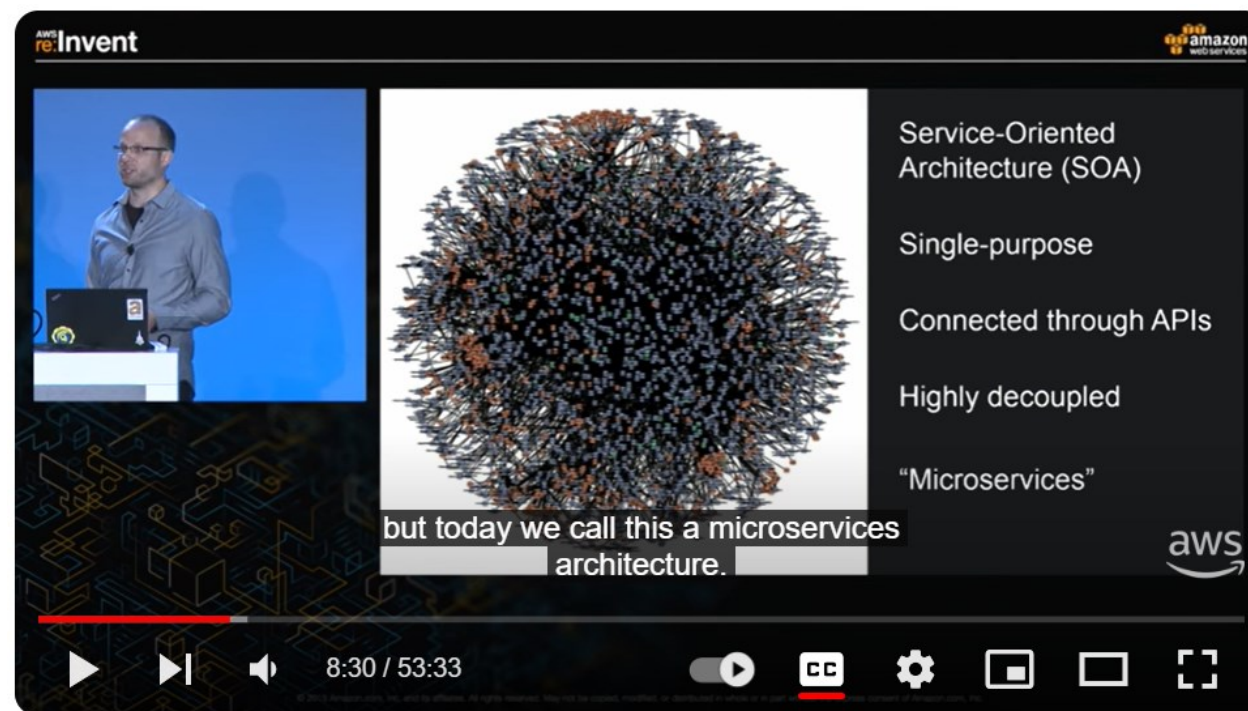 AWS
re:Invent
amazon
web services
Service-Oriented
Architecture (SOA)
Single-purpose
Connected through APIs
Highly decoupled
“Microservices”
but today we call this a microservices
architecture.
aws
8:30 / 53:33
CC